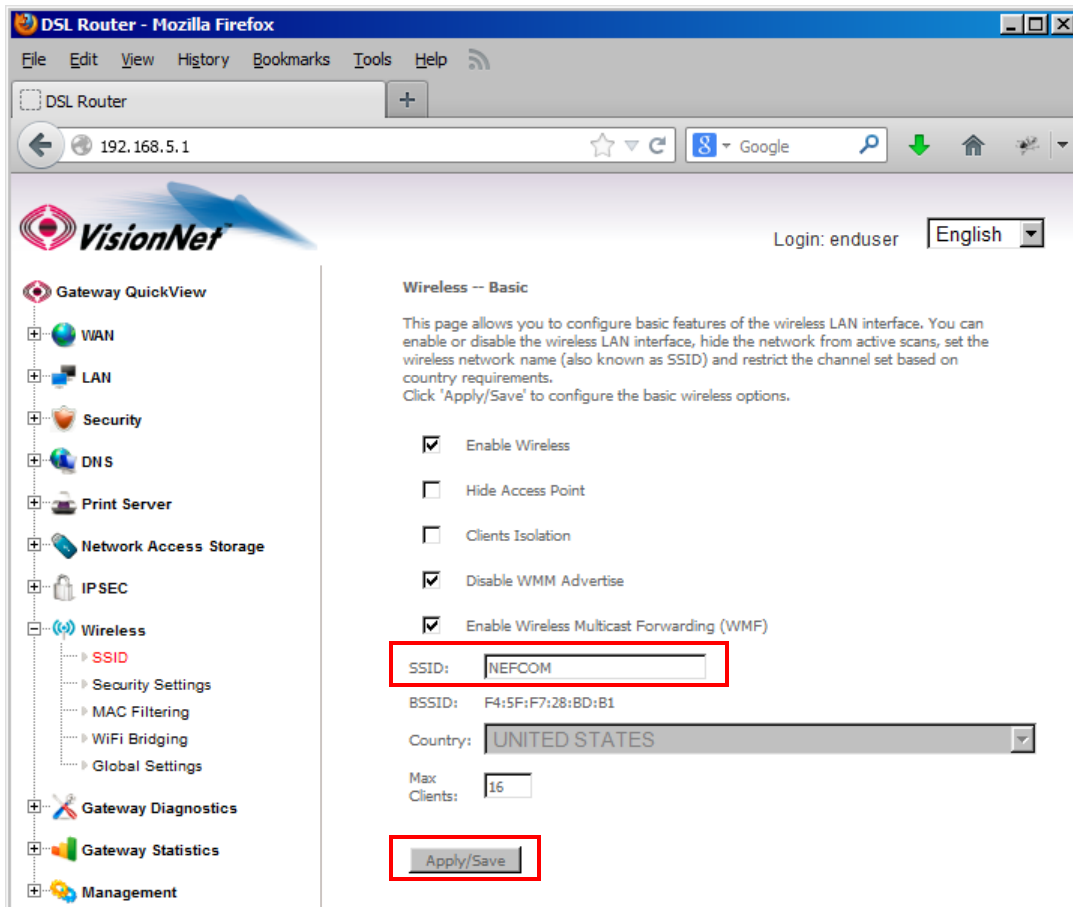 DSL Router - Mozilla Firefox
File Edit View History Bookmarks Tools Help
DSL Router
192.168.5.1
Google
VisionNet™
Login: enduser English
Gateway QuickView
WAN
LAN
Security
DNS
Print Server
Network Access Storage
IPSEC
Wireless
SSID
Security Settings
MAC Filtering
WiFi Bridging
Global Settings
Gateway Diagnostics
Gateway Statistics
Management
Wireless -- Basic
This page allows you to configure basic features of the wireless LAN interface. You can
enable or disable the wireless LAN interface, hide the network from active scans, set the
wireless network name (also known as SSID) and restrict the channel set based on
country requirements.
Click 'Apply/Save' to configure the basic wireless options.
Enable Wireless
Hide Access Point
Clients Isolation
Disable WMM Advertise
Enable Wireless Multicast Forwarding (WMF)
SSID: NEFCOM
BSSID: F4:5F:F7:28:BD:B1
Country: UNITED STATES
Max
Clients: 16
Apply/Save